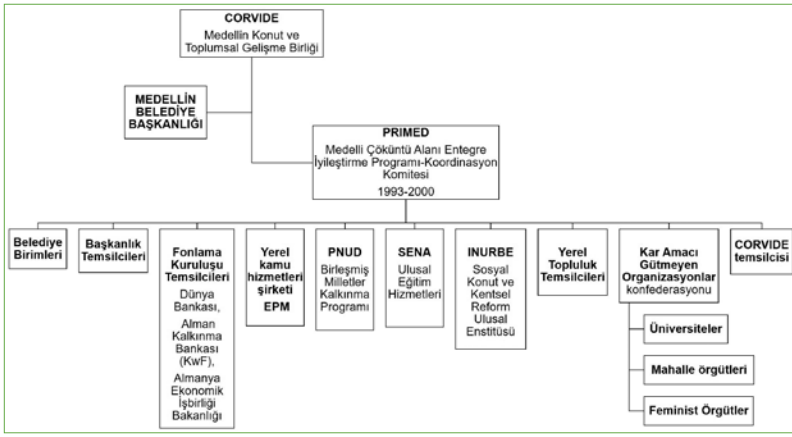 CORVIDE
Medellin Konut ve
Toplumsal Gelişme Birliği
MEDELLİN
BELEDİYE
BAŞKANLIĞI
PRIMED
Medelli Çöküntü Alanı Entegre
İyileştirme Programı-Koordinasyon
Komitesi
1993-2000
Belediye
Birimleri
Başkanlık
Temsilcileri
Fonlama
Kuruluşu
Temsilcileri
Dünya
Bankası,
Alman
Kalkınma
Bankası
(KwF),
Almanya
Ekonomik
İşbirliği
Bakanlığı
Yerel
kamu
hizmetleri
şirketi
EPM
PNUD
Birleşmiş
Milletler
Kalkınma
Programı
SENA
Ulusal
Eğitim
Hizmetleri
INURBE
Sosyal
Konut ve
Kentsel
Reform
Ulusal
Enstitüsü
Yerel
Topluluk
Temsilcileri
Kar Amacı
Gütmeyen
Organizasyonlar
konfederasyonu
Üniversiteler
Mahalle örgütleri
Feminist Örgütler
CORVIDE
temsilcisi